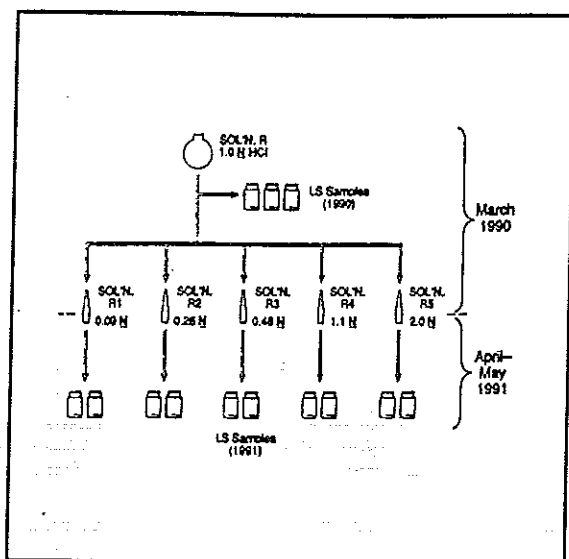 SOL'N, R
1.0 N HCl
LS Samples
(1990)
March
1990
SOL'N, R1
0.09 N
SOL'N, R2
0.26 N
SOL'N, R3
0.48 N
SOL'N, R4
1.1 N
SOL'N, R5
2.0 N
April–
May
1991
LS Samples
(1991)